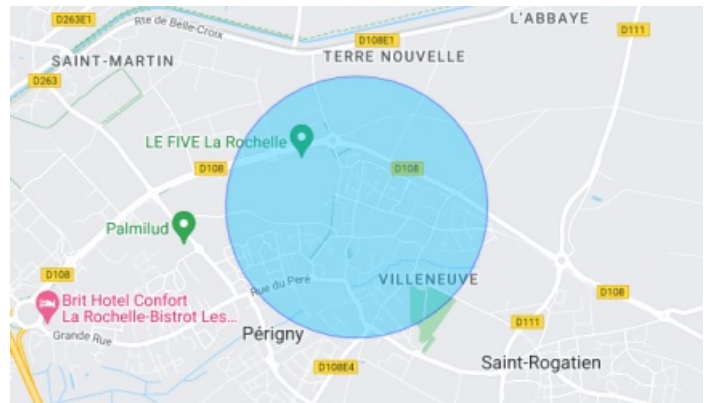 D263E1
Rte de Belle-Croix
L'ABBAYE
D111
D108E1
SAINT-MARTIN
TERRE NOUVELLE
D263
LE FIVE La Rochelle
D108
D108
Palmilud
D108
VILLENEUVE
Rue du Peré
D108
Brit Hotel Confort
La Rochelle-Bistrot Les...
D111
Grande Rue
Périgny
D108E4
Saint-Rogatien